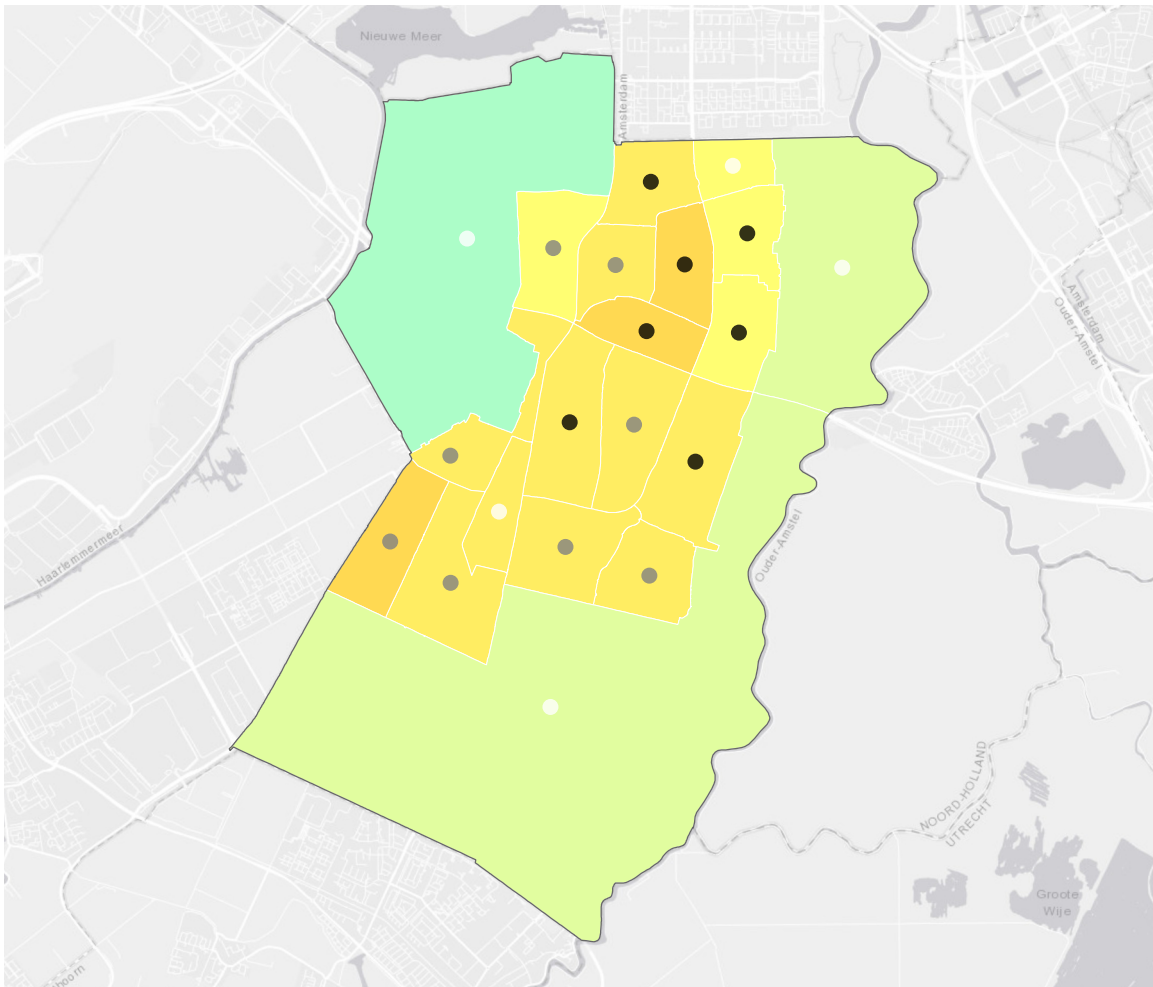 Nieuwe Meer
Amsterdam
Amsterdam
Ouder-Amstel
Haarlemmermeer
Ouder-Amstel
NOORD-HOLLAND
UTRECHT
Groote
Wije